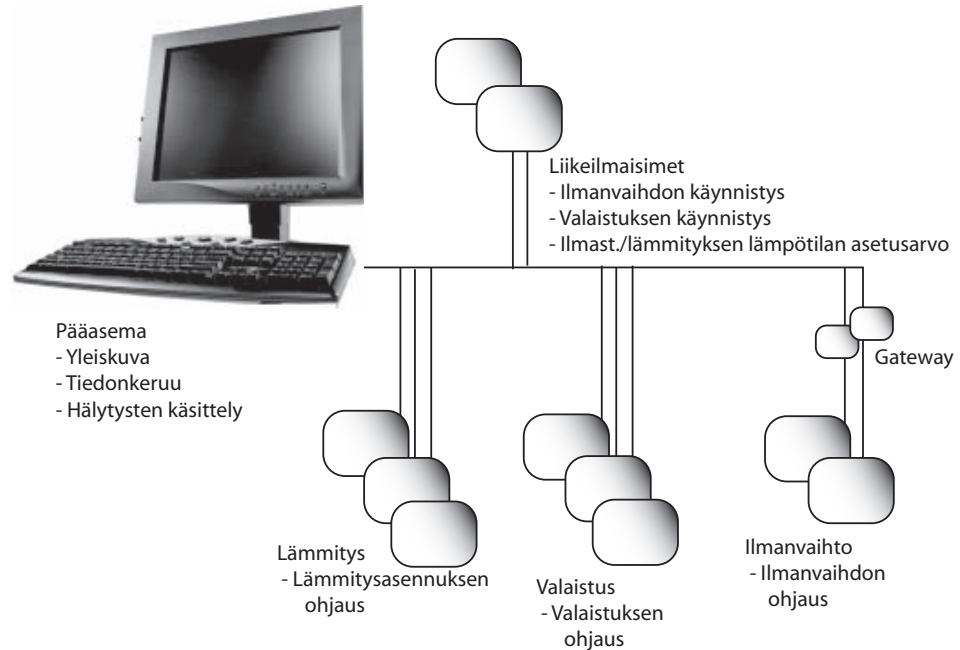 Liikeilmaisimet
- Ilmanvaihdon käynnistys
- Valaistuksen käynnistys
- Ilmast./lämmityksen lämpötilan asetusarvo
Pääasema
- Yleiskuva
- Tiedonkeruu
- Hälytysten käsittely
Gateway
Lämmitys
- Lämmitysasennuksen
ohjaus
Valaistus
- Valaistuksen
ohjaus
Ilmanvaihto
- Ilmanvaihdon
ohjaus